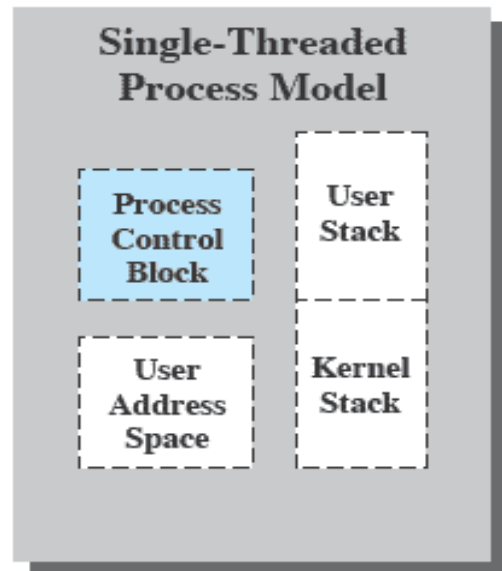 Single-Threaded
Process Model
Process
Control
Block
User
Stack
User
Address
Space
Kernel
Stack